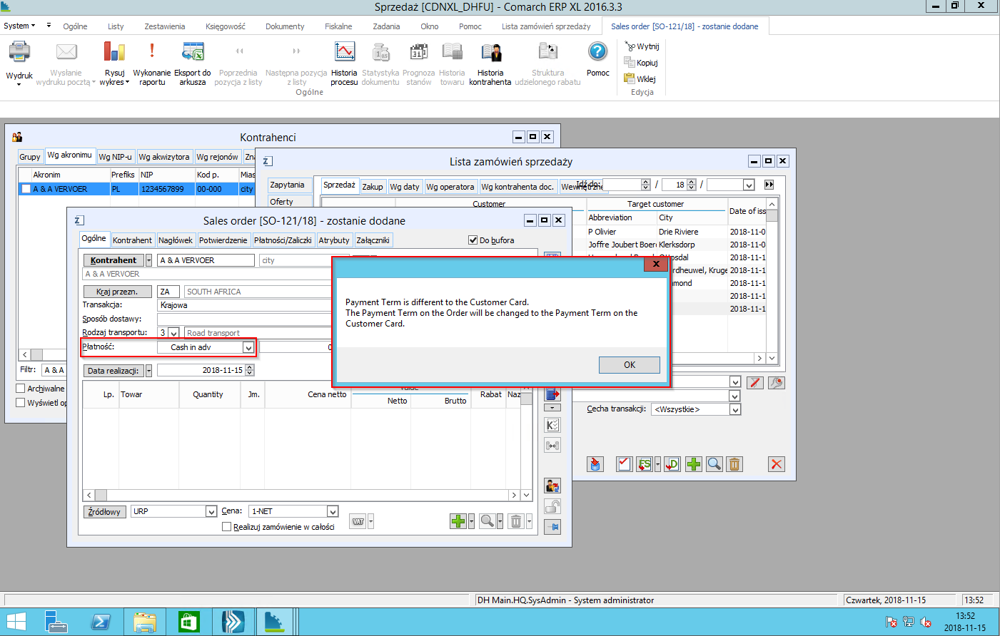 Sprzedaż [CDNXL_DHFU] - Comarch ERP XL 2016.3.3
System
Ogólne
Listy
Zestawienia
Księgowość
Dokumenty
Fiskalne
Zadania
Okno
Pomoc
Lista zamówień sprzedaży
Sales order [SO-121/18] - zostanie dodane
Wydruk
Wysłanie
wydruku pocztą
Rysuj
wykres
Wykonanie
raportu
Eksport do
arkusza
Poprzednia
pozycja z listy
Następna pozycja
z listy
Historia
procesu
Statystyka
dokumentu
Prognoza
stanów
Historia
towaru
Historia
kontrahenta
Struktura
udzielonego rabatu
Pomoc
Wytnij
Kopiuj
Wklej
Ogólne
Edycja
Kontrahenci
Grupy
Wg akronimu
Wg NIP-u
Wg akwizytora
Wg rejonów
Zna
Akronim
Prefiks
NIP
Kod p.
Mias
A & A VERVOER
PL
1234567899
00-000
city
Filtr:
A & A
Archiwalne
Wyświetl op
Lista zamówień sprzedaży
Zapytania
Oferty
Sprzedaż
Zakup
Wg daty
Wg operatora
Wg kontrahenta doc.
Wewnętrzne
Idź do:
/
18
/
Customer
Target customer
Date of iss
Abbreviation
City
P Olivier
Drie Riviere
2018-11-0
Joffre Joubert Boer
Klerksdorp
2018-11-0
2018-11-1
rdheuwel, Kruge
2018-11-1
mond
2018-11-1
2018-11-1
2018-11-1
Cecha transakcji:
<Wszystkie>
Sales order [SO-121/18] - zostanie dodane
Ogólne
Kontrahent
Nagłówek
Potwierdzenie
Płatności/Zaliczki
Atrybuty
Załączniki
Do bufora
Kontrahent
A & A VERVOER
city
A & A VERVOER
Kraj przezn.
ZA
SOUTH AFRICA
Transakcja:
Krajowa
Sposób dostawy:
Rodzaj transportu:
3
Road transport
Płatność:
Cash in adv
0
Data realizacji:
2018-11-15
Lp.
Towar
Quantity
Jm.
Cena netto
Value
Netto
Brutto
Rabat
Naz
Źródłowy
URP
Cena:
1-NET
Realizuj zamówienie w całości
VAT
Payment Term is different to the Customer Card.
The Payment Term on the Order will be changed to the Payment Term on the
Customer Card.
OK
DH Main.HQ.SysAdmin - System administrator
Czwartek, 2018-11-15
13:52
13:52
2018-11-15